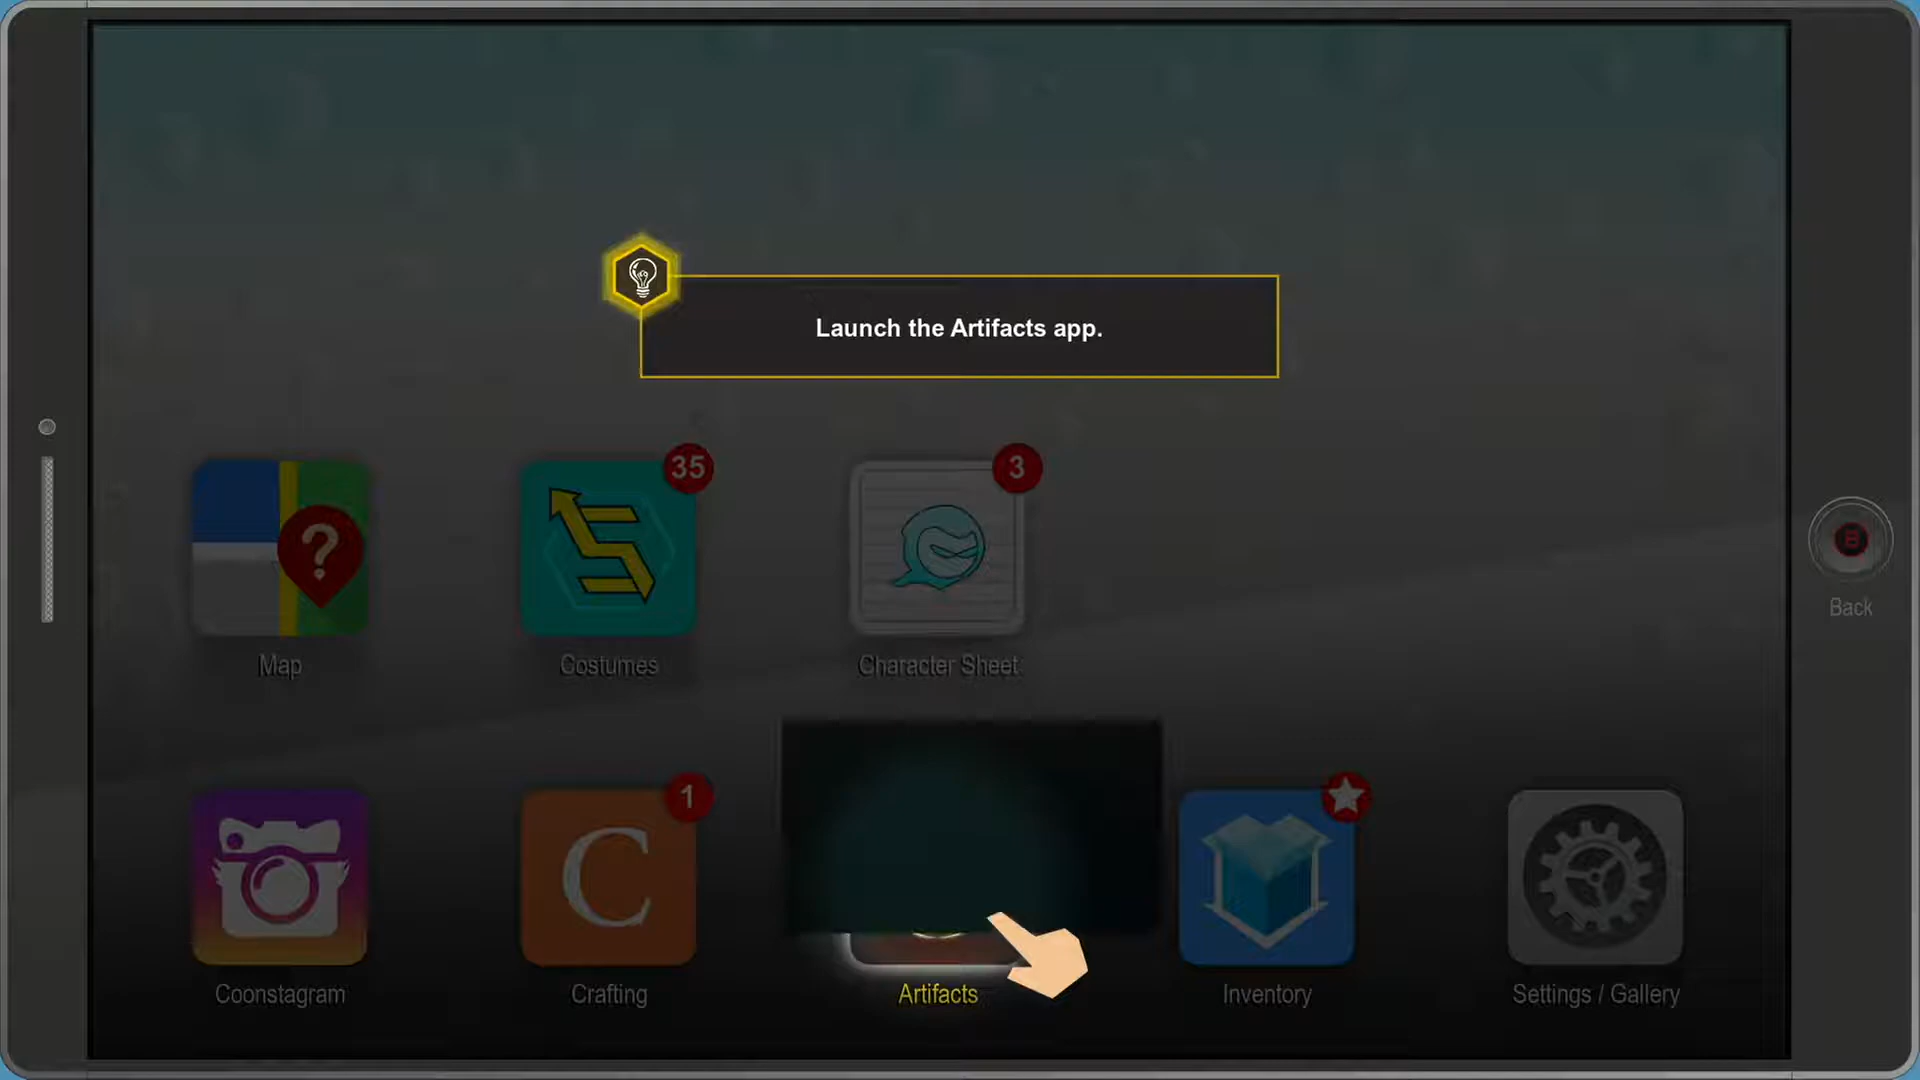 Launch the Artifacts app.
35
3
?
B
Map
Costumes
Character Sheet
Back
1
C
Coonstagram
Crafting
Artifacts
Inventory
Settings / Gallery